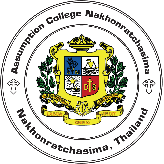 Assumption College Nakhonratchasima
Nakhonratchasima, Thailand